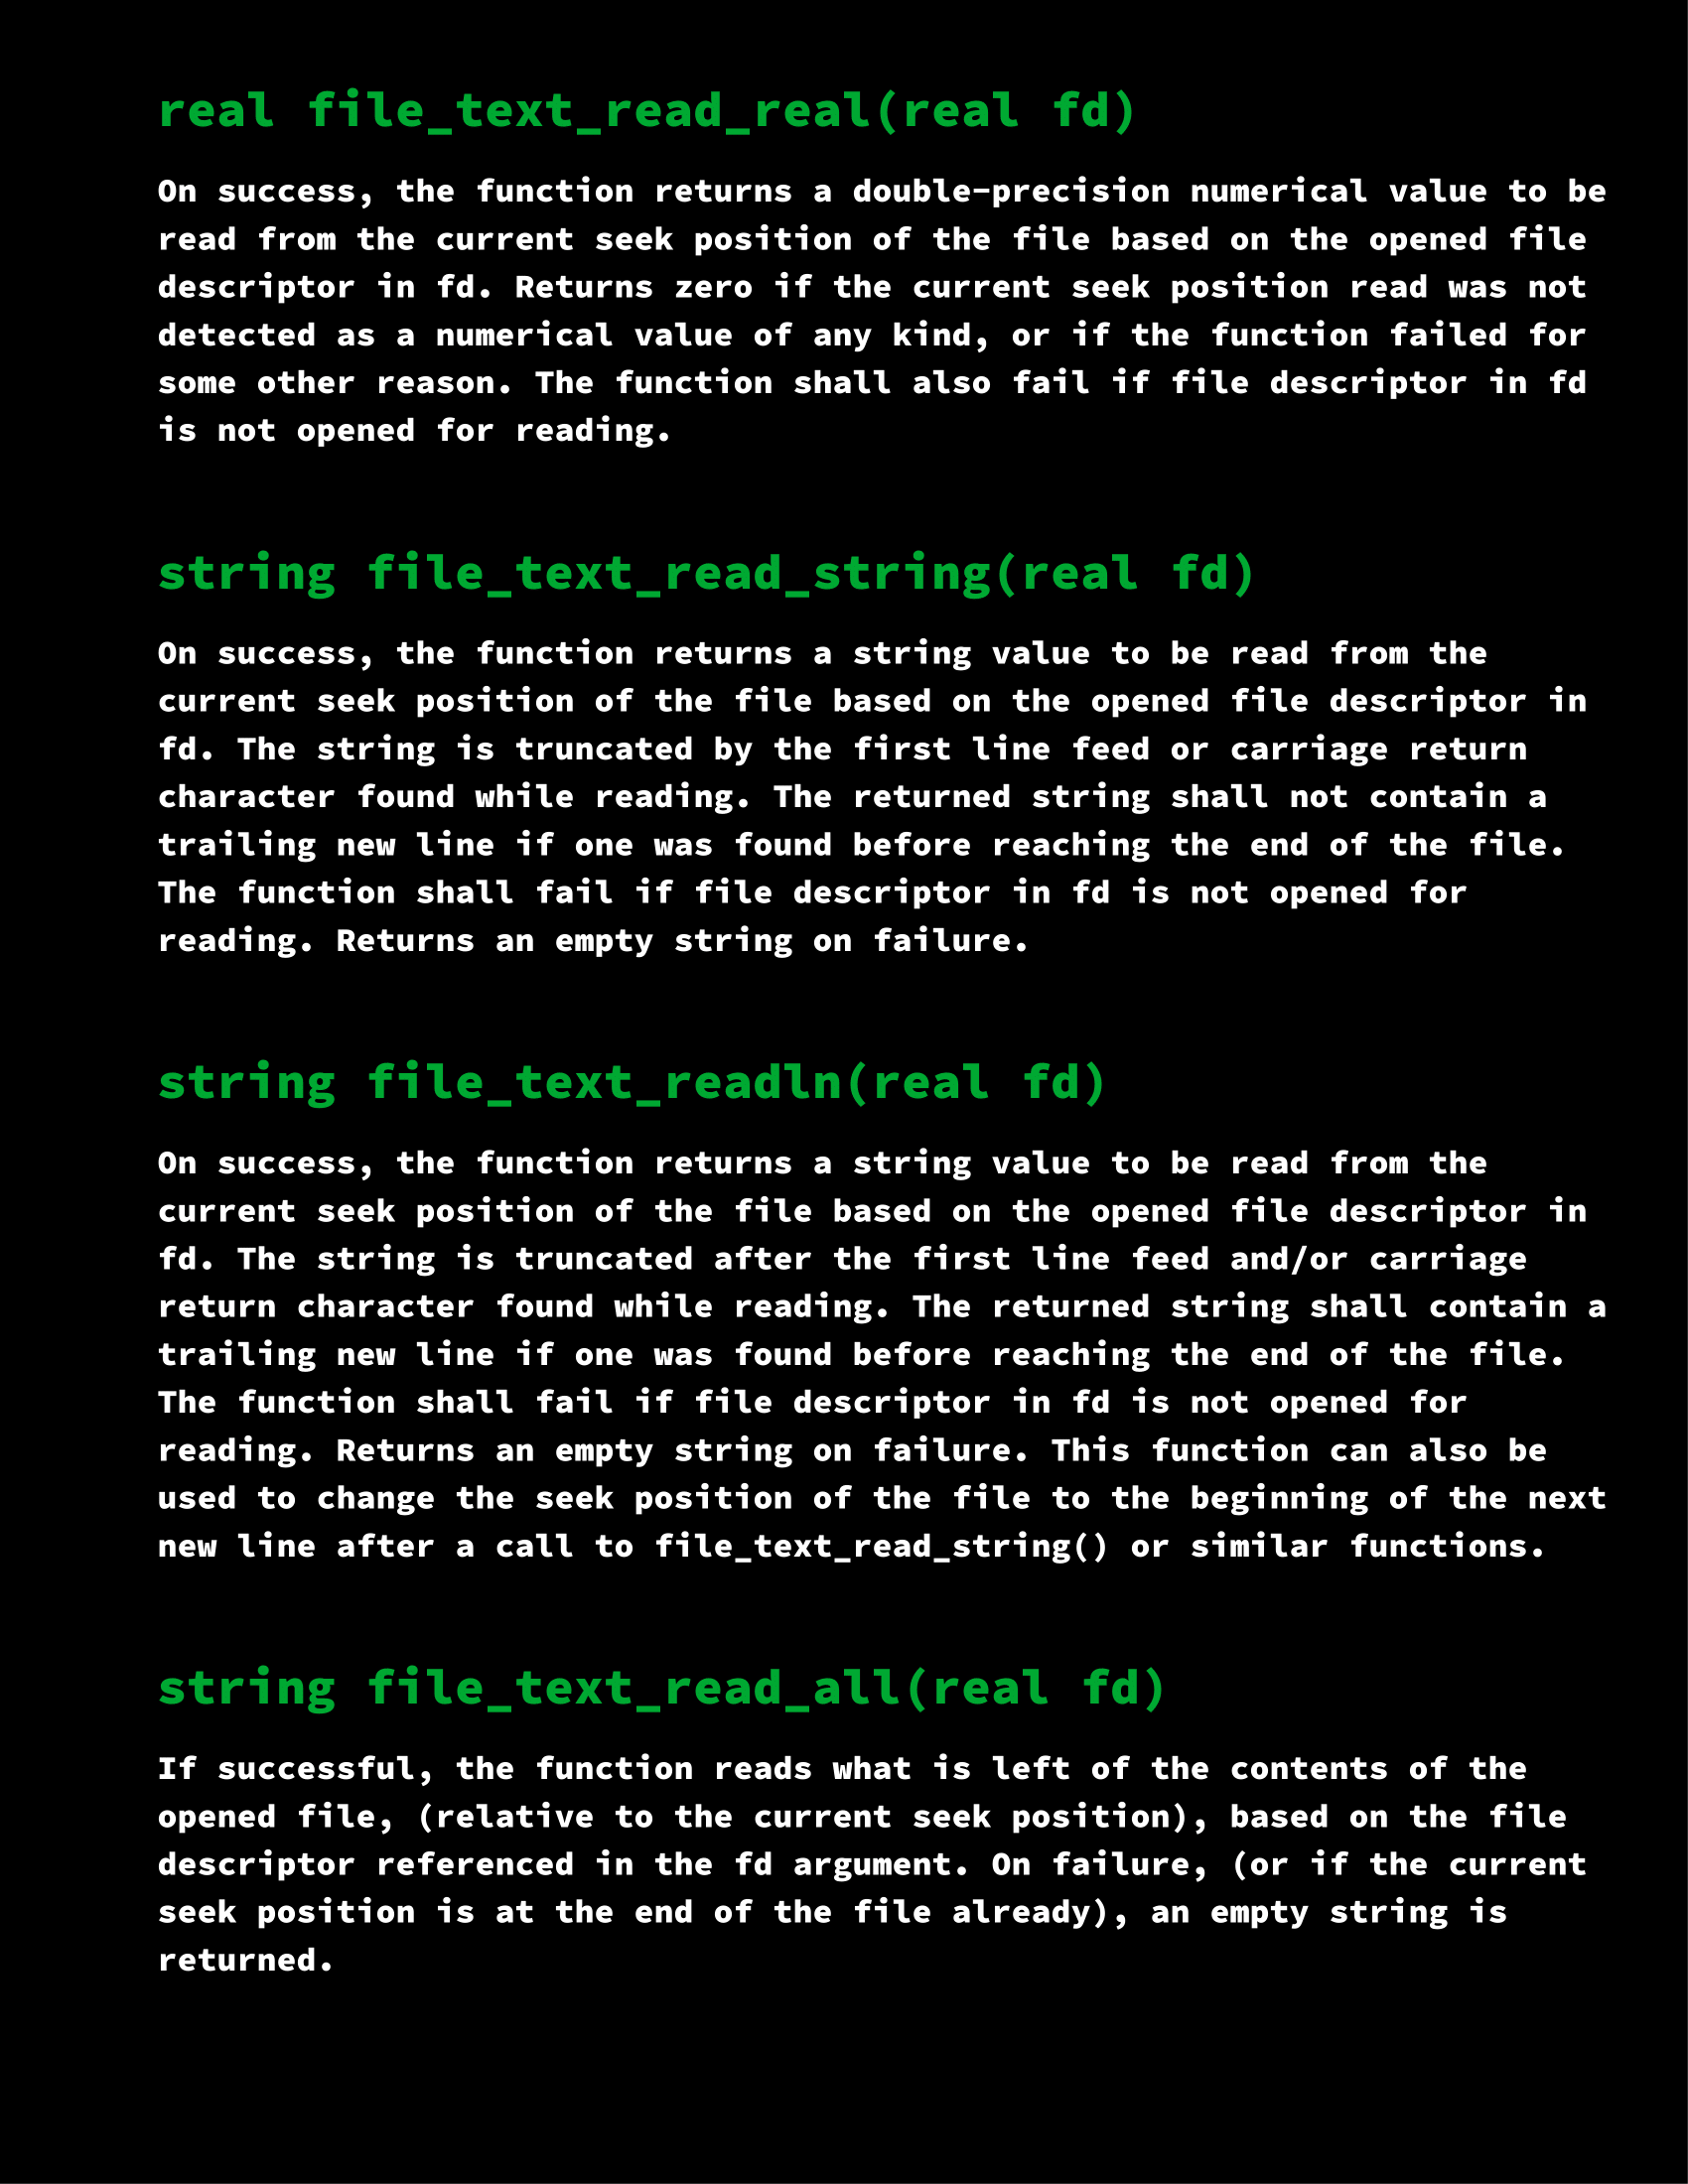 real file_text_read_real(real fd)
On success, the function returns a double-precision numerical value to be
read from the current seek position of the file based on the opened file
descriptor in fd. Returns zero if the current seek position read was not
detected as a numerical value of any kind, or if the function failed for
some other reason. The function shall also fail if file descriptor in fd
is not opened for reading.
string file_text_read_string(real fd)
On success, the function returns a string value to be read from the
current seek position of the file based on the opened file descriptor in
fd. The string is truncated by the first line feed or carriage return
character found while reading. The returned string shall not contain a
trailing new line if one was found before reaching the end of the file.
The function shall fail if file descriptor in fd is not opened for
reading. Returns an empty string on failure.
string file_text_readln(real fd)
On success, the function returns a string value to be read from the
current seek position of the file based on the opened file descriptor in
fd. The string is truncated after the first line feed and/or carriage
return character found while reading. The returned string shall contain a
trailing new line if one was found before reaching the end of the file.
The function shall fail if file descriptor in fd is not opened for
reading. Returns an empty string on failure. This function can also be
used to change the seek position of the file to the beginning of the next
new line after a call to file_text_read_string() or similar functions.
string file_text_read_all(real fd)
If successful, the function reads what is left of the contents of the
opened file, (relative to the current seek position), based on the file
descriptor referenced in the fd argument. On failure, (or if the current
seek position is at the end of the file already), an empty string is
returned.